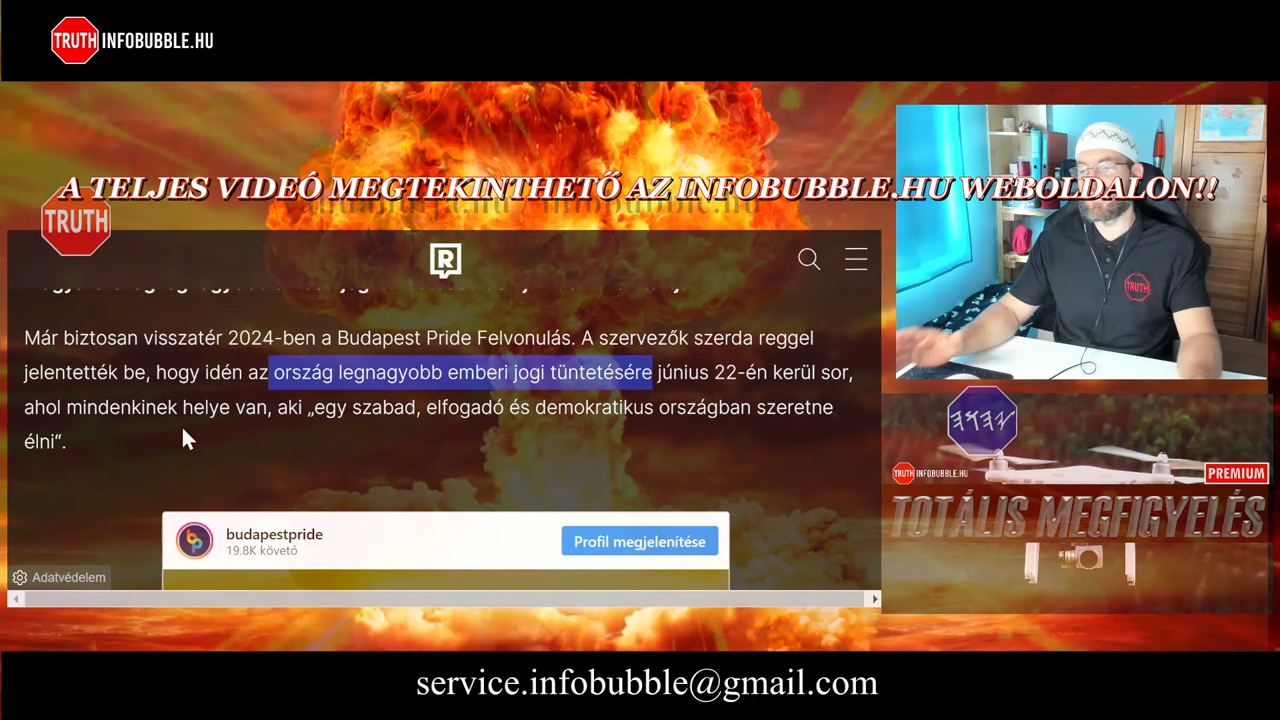 TRUTH INFOBUBBLE.HU
A TELJES VIDEÓ MEGTEKINTHETŐ AZ INFOBUBBLE.HU WEBOLDALON!!
TRUTH
R
Már biztosan visszatér 2024-ben a Budapest Pride Felvonulás. A szervezők szerda reggel
jelentették be, hogy idén az ország legnagyobb emberi jogi tüntetésére június 22-én kerül sor,
ahol mindenkinek helye van, aki „egy szabad, elfogadó és demokratikus országban szeretne
élni“.
budapestpride
19.8K követő
Profil megjelenítése
Adatvédelem
TRUTH
TRUTH INFOBUBBLE.HU
PREMIUM
TOTÁLIS MEGFIGYELÉS
service.infobubble@gmail.com